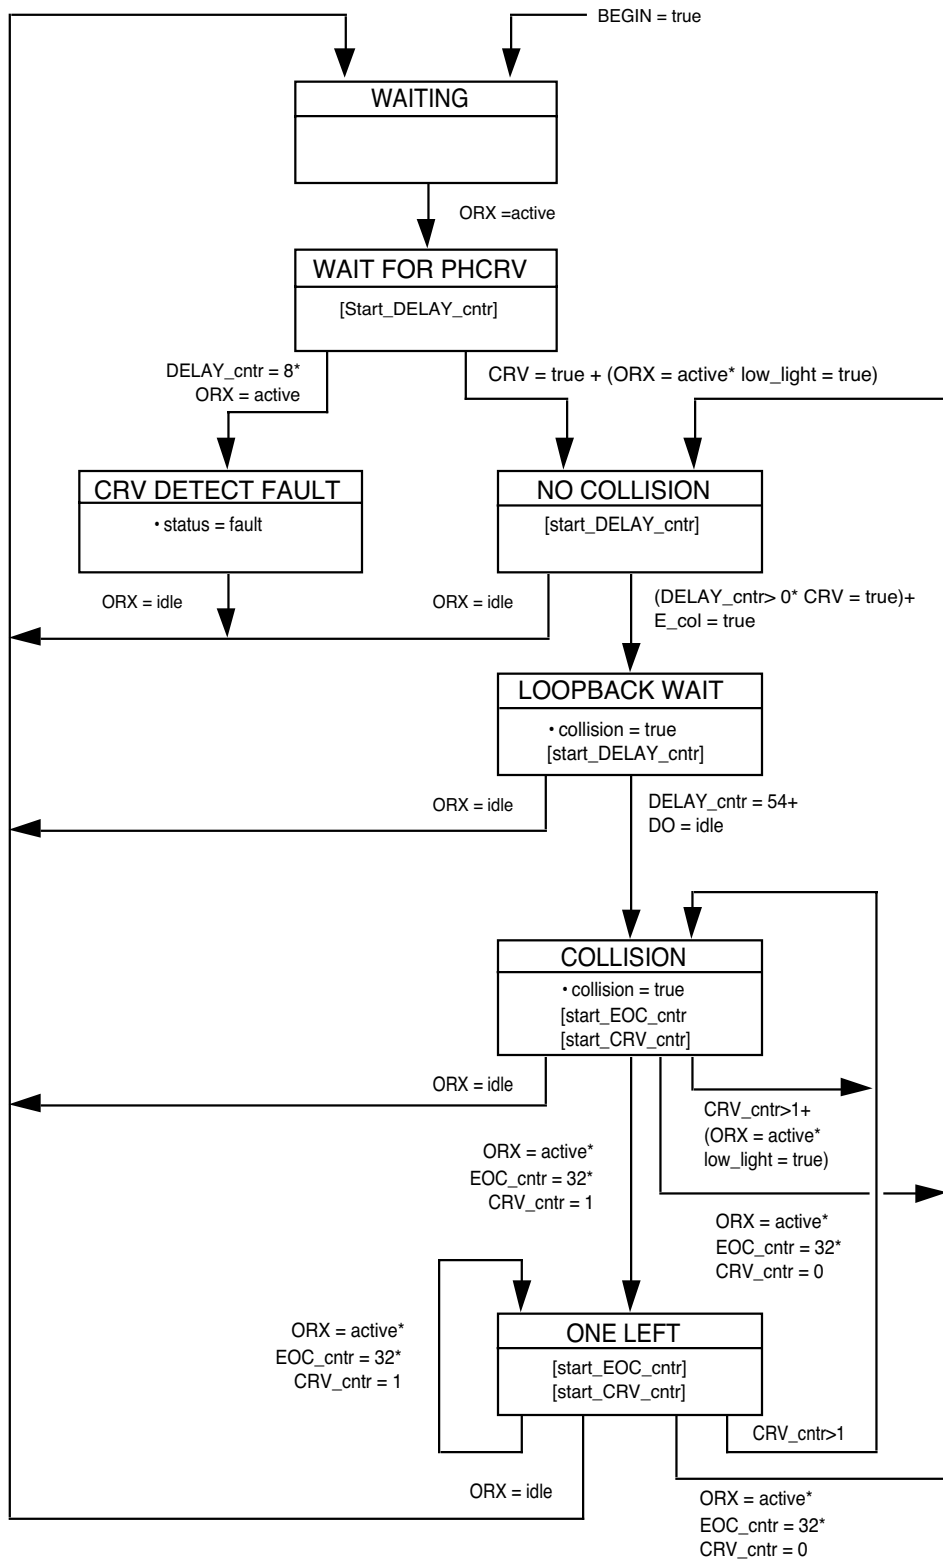 BEGIN = true
WAITING
ORX =active
WAIT FOR PHCRV
[Start_DELAY_cntr]
DELAY_cntr = 8*
ORX = active
CRV = true + (ORX = active* low_light = true)
CRV DETECT FAULT
• status = fault
NO COLLISION
[start_DELAY_cntr]
ORX = idle
ORX = idle
(DELAY_cntr> 0* CRV = true)+
E_col = true
LOOPBACK WAIT
• collision = true
[start_DELAY_cntr]
ORX = idle
DELAY_cntr = 54+
DO = idle
COLLISION
• collision = true
[start_EOC_cntr
[start_CRV_cntr]
ORX = idle
CRV_cntr>1+
(ORX = active*
low_light = true)
ORX = active*
EOC_cntr = 32*
CRV_cntr = 1
ORX = active*
EOC_cntr = 32*
CRV_cntr = 0
ORX = active*
EOC_cntr = 32*
CRV_cntr = 1
ONE LEFT
[start_EOC_cntr]
[start_CRV_cntr]
CRV_cntr>1
ORX = idle
ORX = active*
EOC_cntr = 32*
CRV_cntr = 0